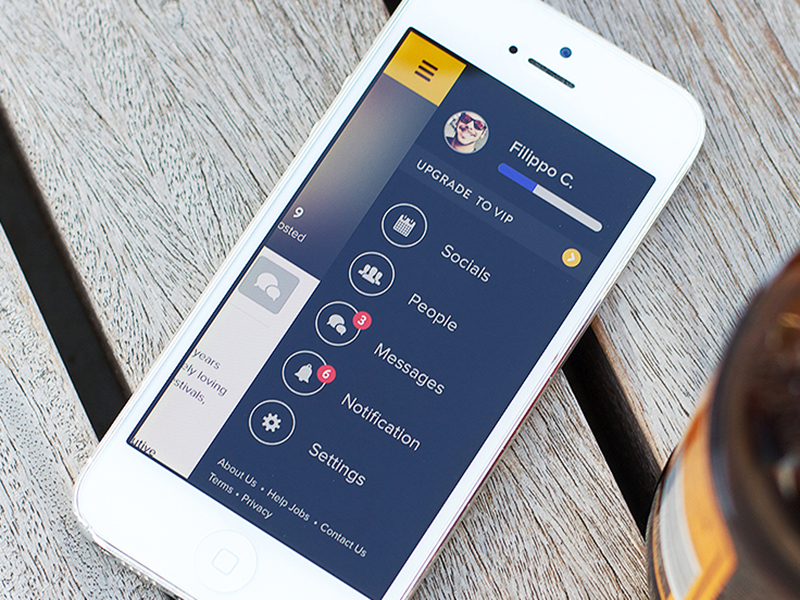 Filippo C.
UPGRADE TO VIP
Socials
People
3
Messages
6
Notification
Settings
About Us • Help Jobs • Contact Us
Terms • Privacy
9
osted
years
ely loving
stivals,
utive